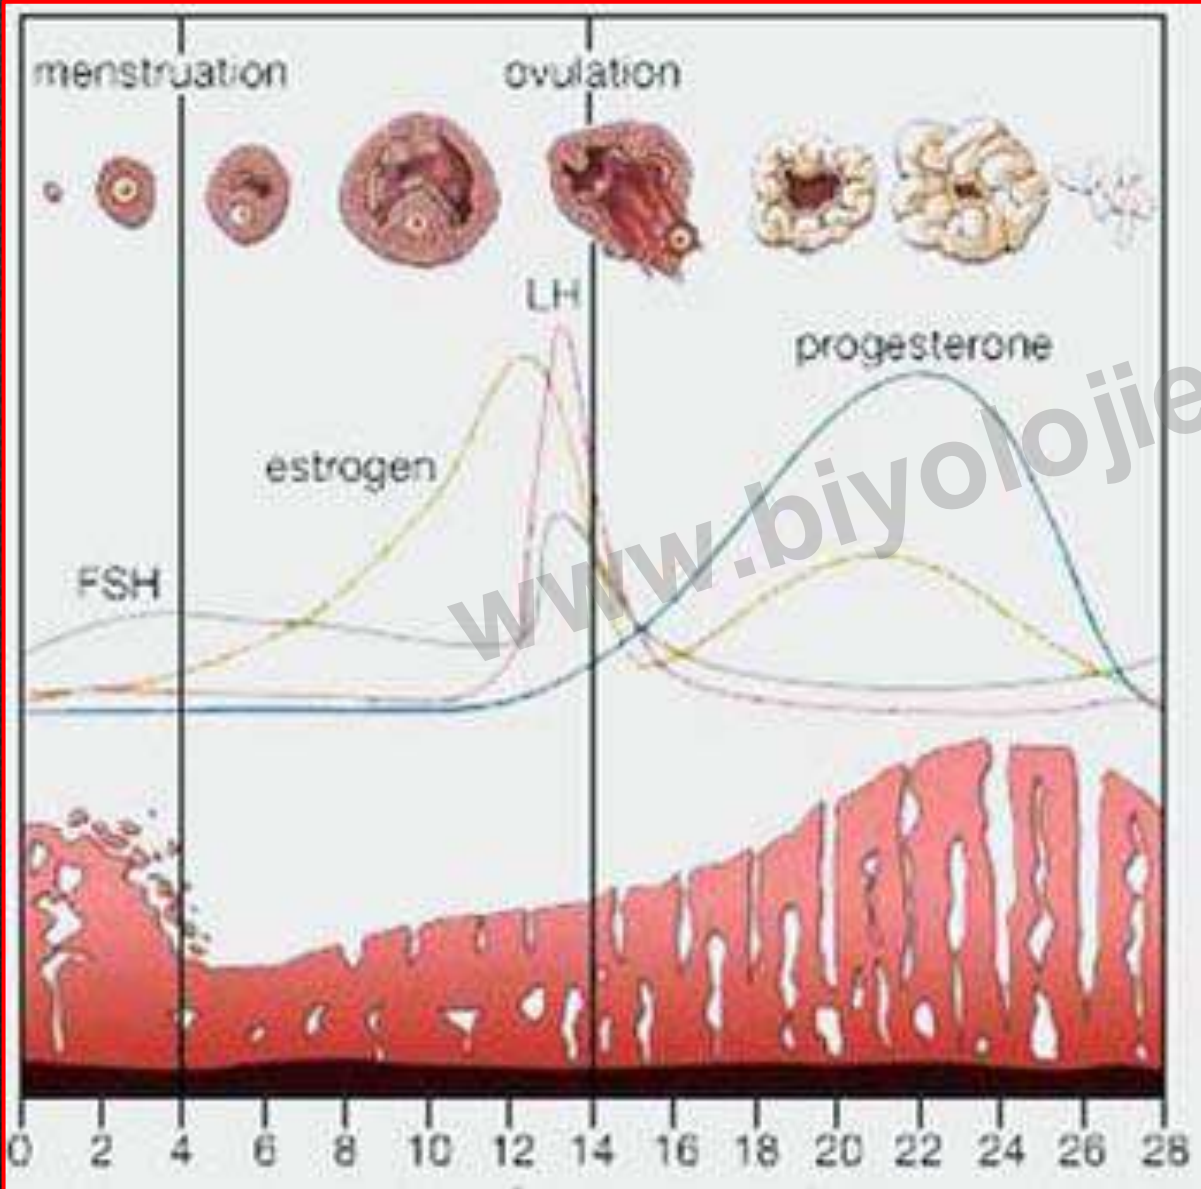 menstruation
ovulation
LH
progesterone
estrogen
FSH
www.biyolojie
0 2 4 6 8 10 12 14 16 18 20 22 24 26 28